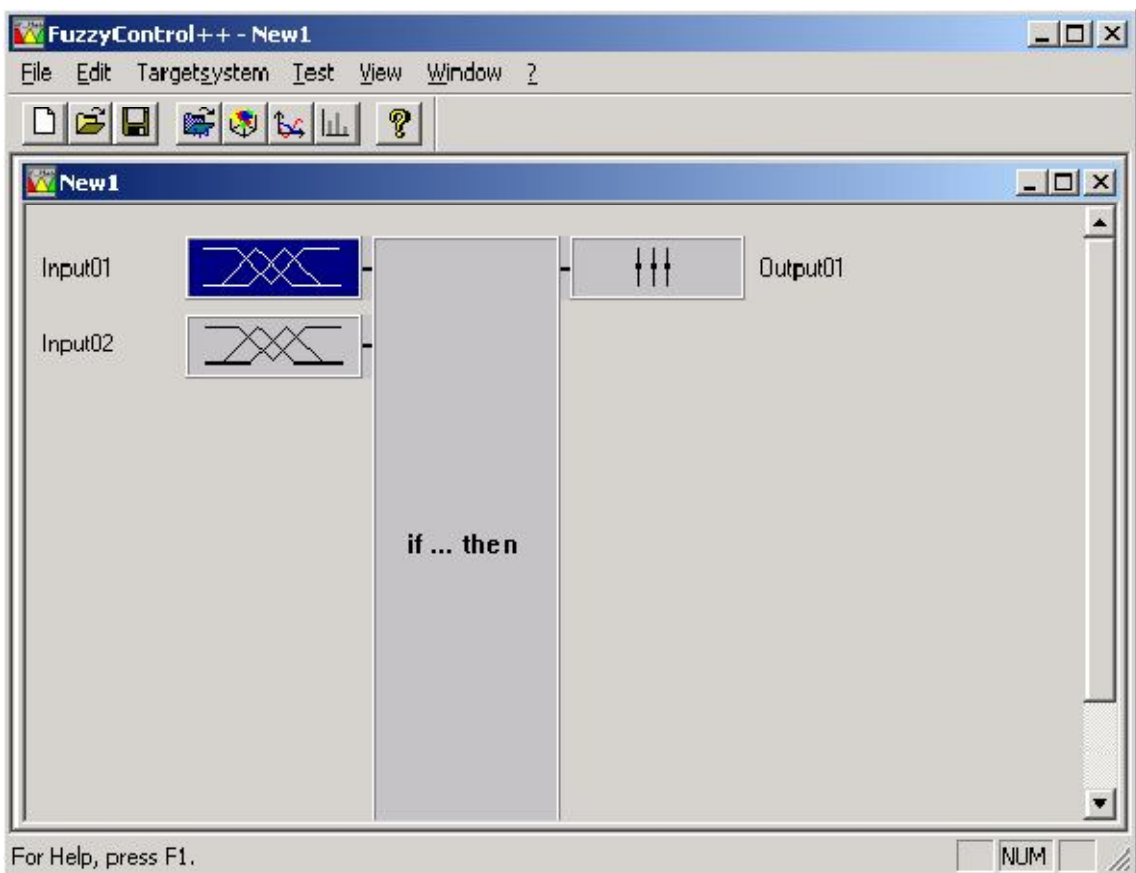 FuzzyControl++ - New1
File Edit Targetsystem Test View Window ?
New1
Input01
Output01
Input02
if ... then
For Help, press F1.
NUM